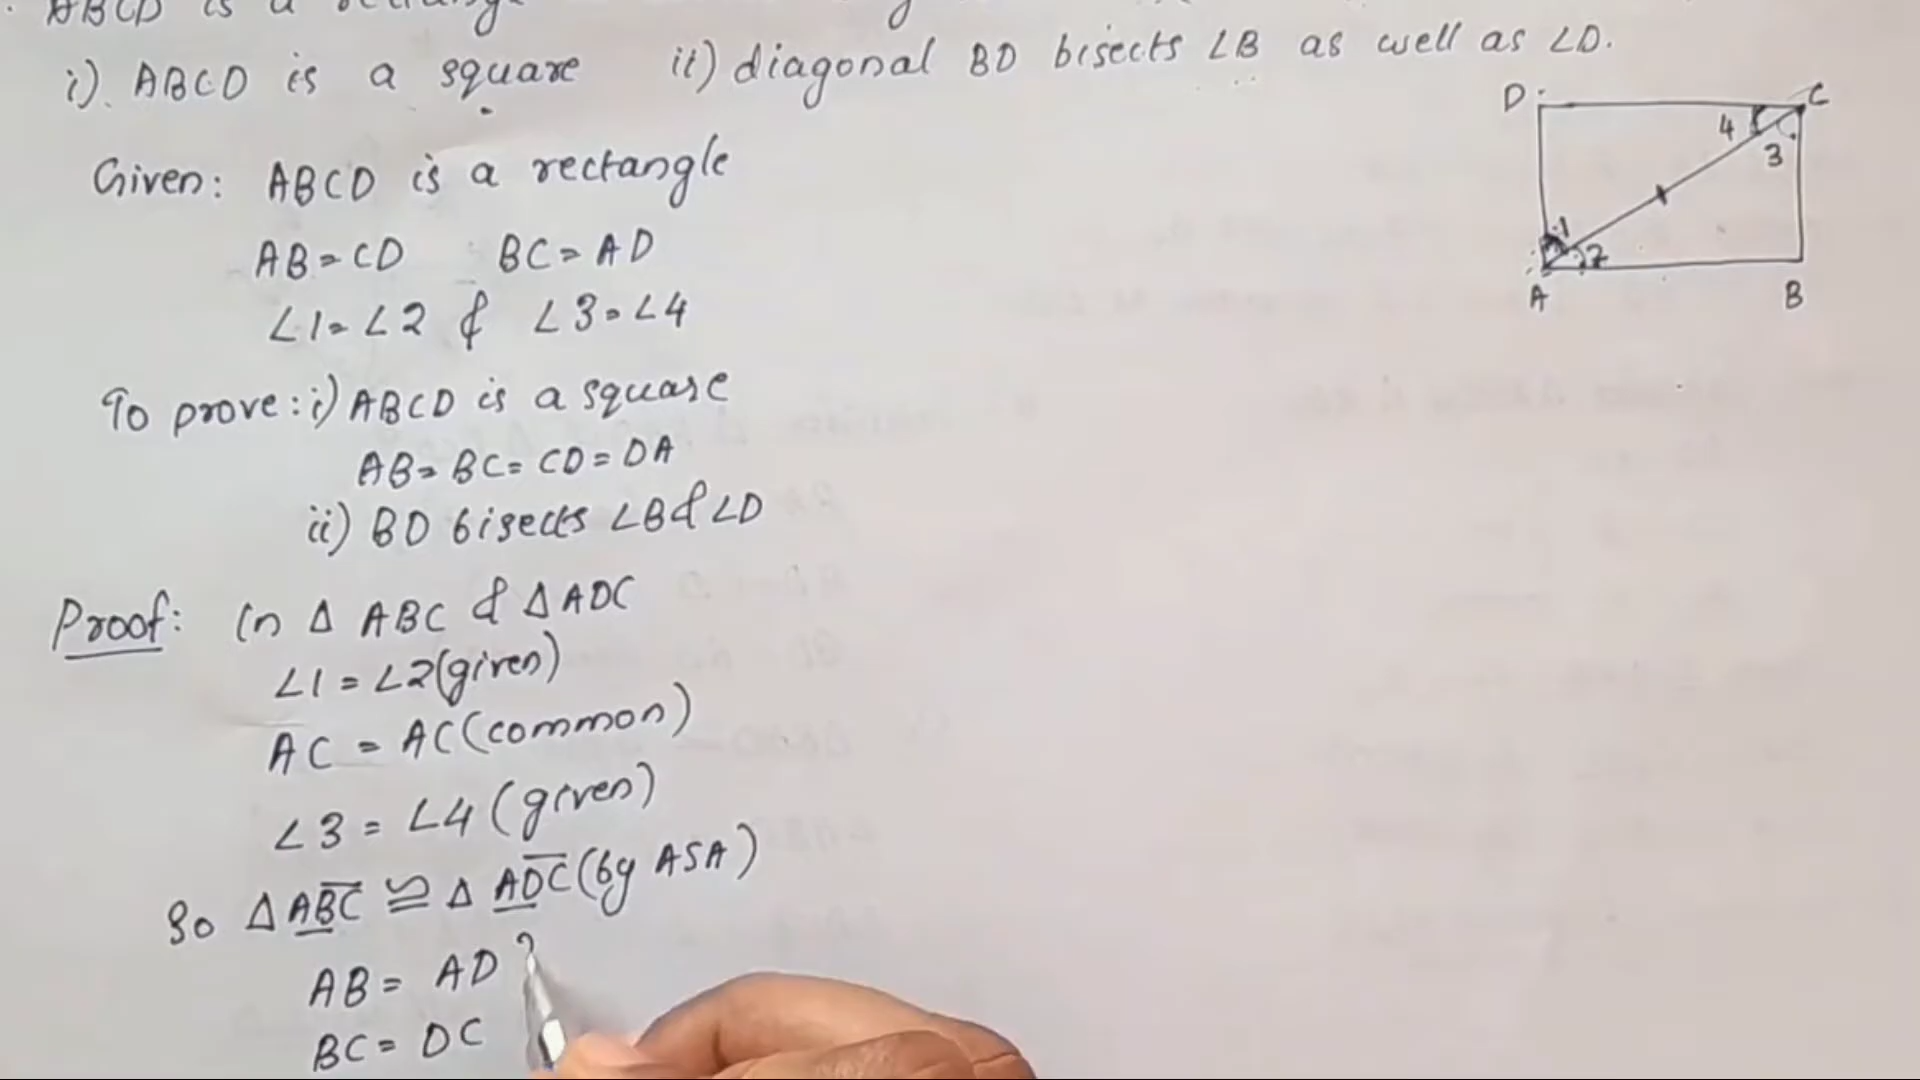 ABCD is a
i). ABCD is a square ii) diagonal BD bisects ∠B as well as ∠D.
Given: ABCD is a rectangle
AB = CD BC = AD
∠1 = ∠2 & ∠3 = ∠4
To prove: i) ABCD is a square
AB = BC = CD = DA
ii) BD bisects ∠B & ∠D
Proof: In Δ ABC & Δ ADC
∠1 = ∠2 (given)
AC = AC (common)
∠3 = ∠4 (given)
So Δ ABC ≅ Δ ADC (by ASA)
AB = AD
BC = DC
D C
4
3
1
2
A B